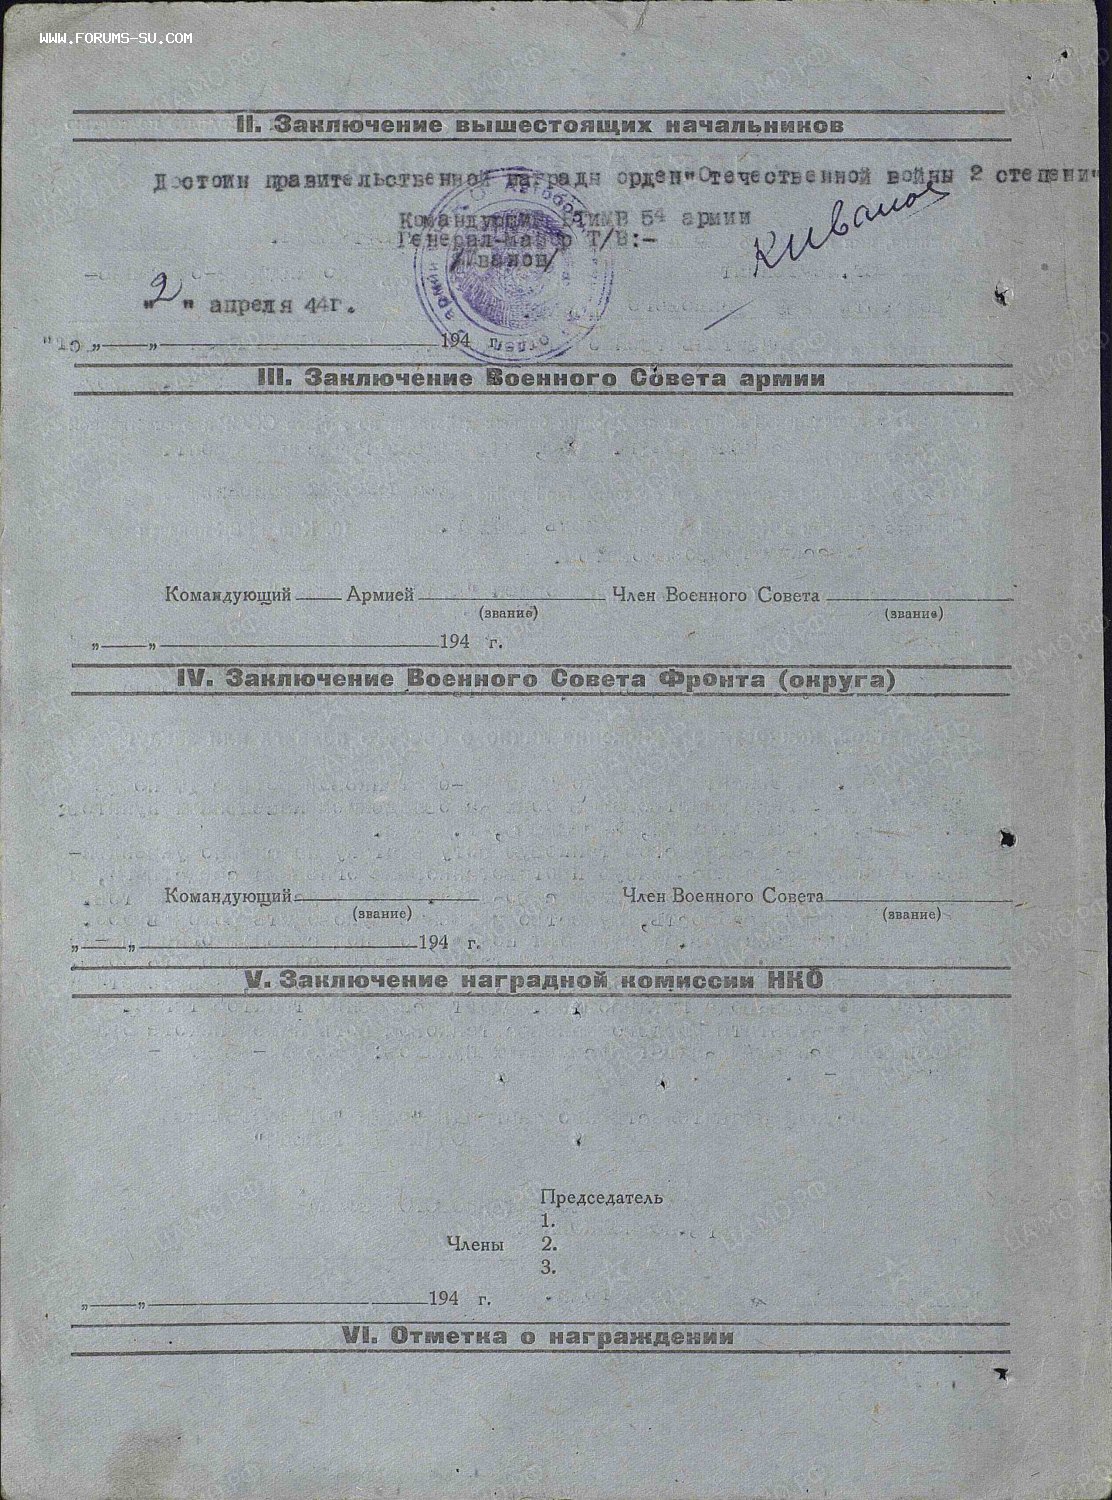 WWW.FORUMS-SU.COM
II. Заключение вышестоящих начальников
Достоин правительственной награды орден"Отечественной войны 2 степени"
Командующий БТиМВ 54 армии
Генерал-майор Т/В:-
/Иванов/
КИванов
"2" апреля 44г.
„ „ 194 г.
III. Заключение Военного Совета армии
Командующий Армией Член Военного Совета
(звание) (звание)
„ „ 194 г.
IV. Заключение Военного Совета Фронта (округа)
Командующий Член Военного Совета
(звание) (звание)
„ „ 194 г.
V. Заключение наградной комиссии НКО
Председатель
1.
Члены 2.
3.
„ „ 194 г.
VI. Отметка о награждении